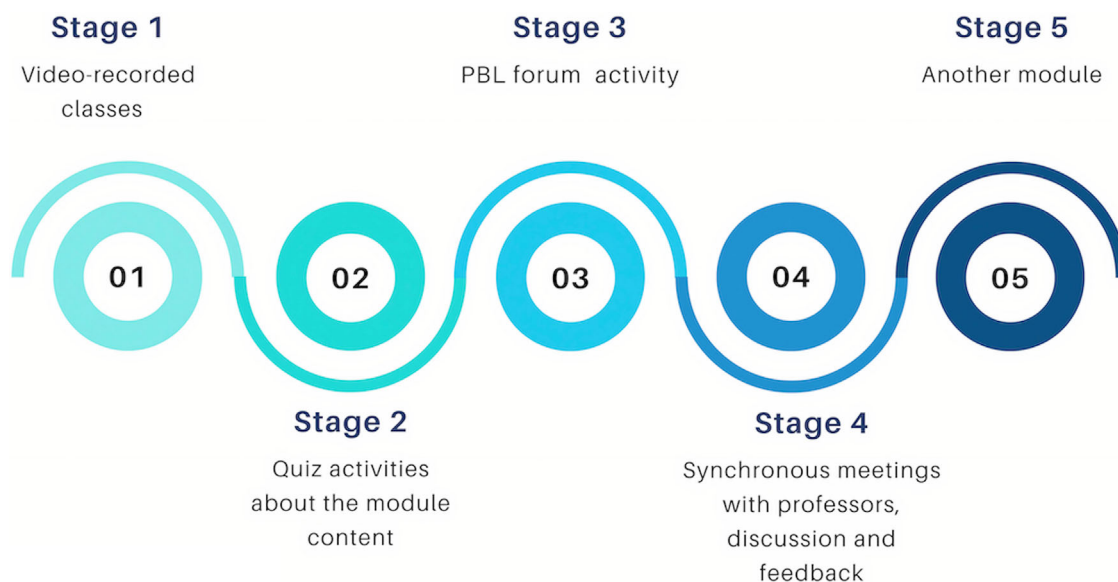 Stage 1
Video-recorded
classes
Stage 3
PBL forum activity
Stage 5
Another module
01
02
03
04
05
Stage 2
Quiz activities
about the module
content
Stage 4
Synchronous meetings
with professors,
discussion and
feedback